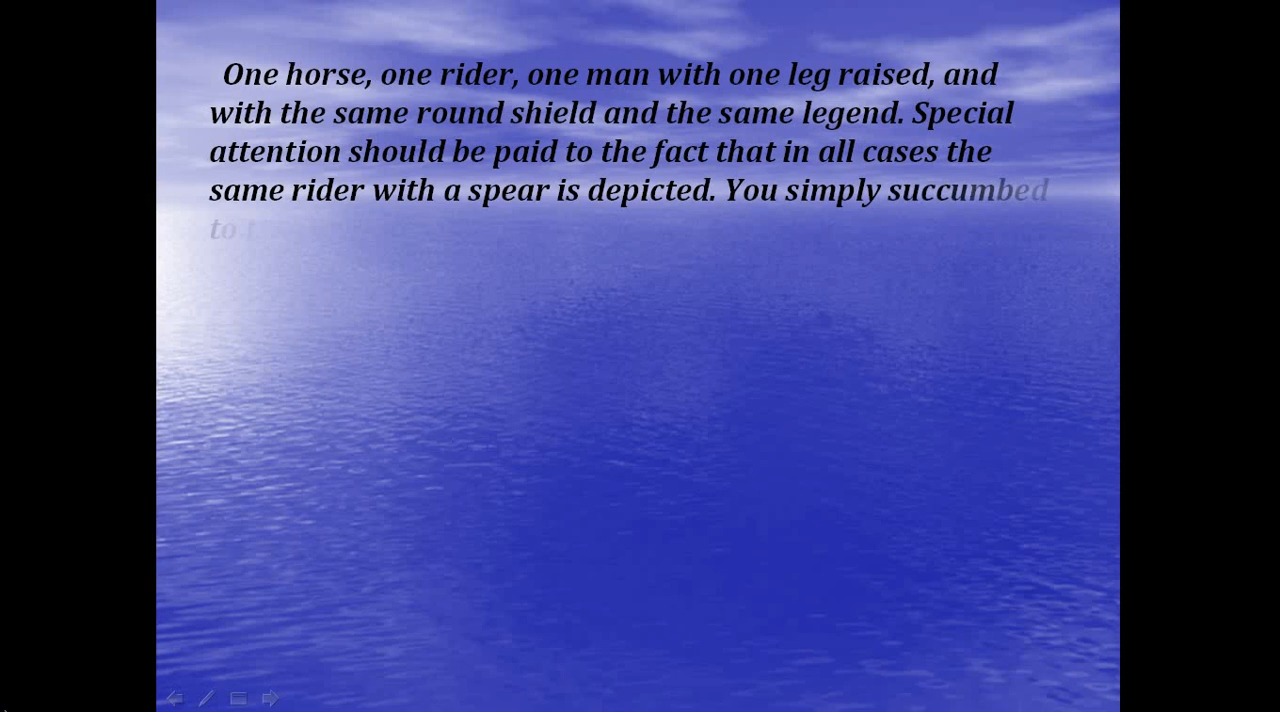 One horse, one rider, one man with one leg raised, and
with the same round shield and the same legend. Special
attention should be paid to the fact that in all cases the
same rider with a spear is depicted. You simply succumbed
to